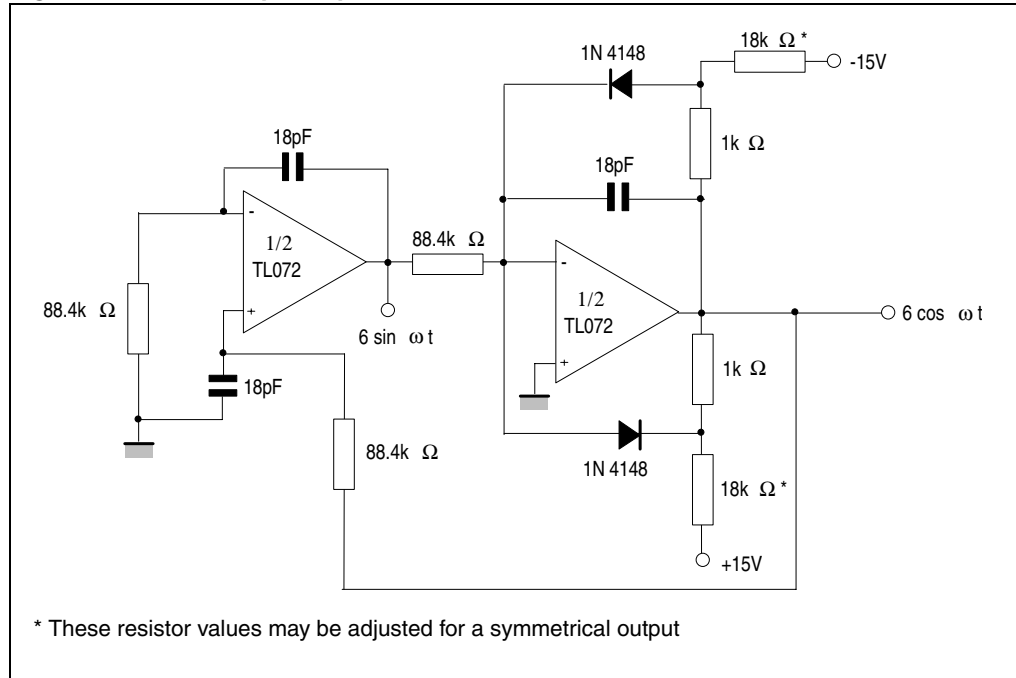 1N 4148
18k Ω *
-15V
1k Ω
18pF
18pF
-
1/2
TL072
+
88.4k Ω
88.4k Ω
-
1/2
TL072
+
6 sin ω t
6 cos ω t
18pF
1k Ω
88.4k Ω
1N 4148
18k Ω *
+15V
* These resistor values may be adjusted for a symmetrical output